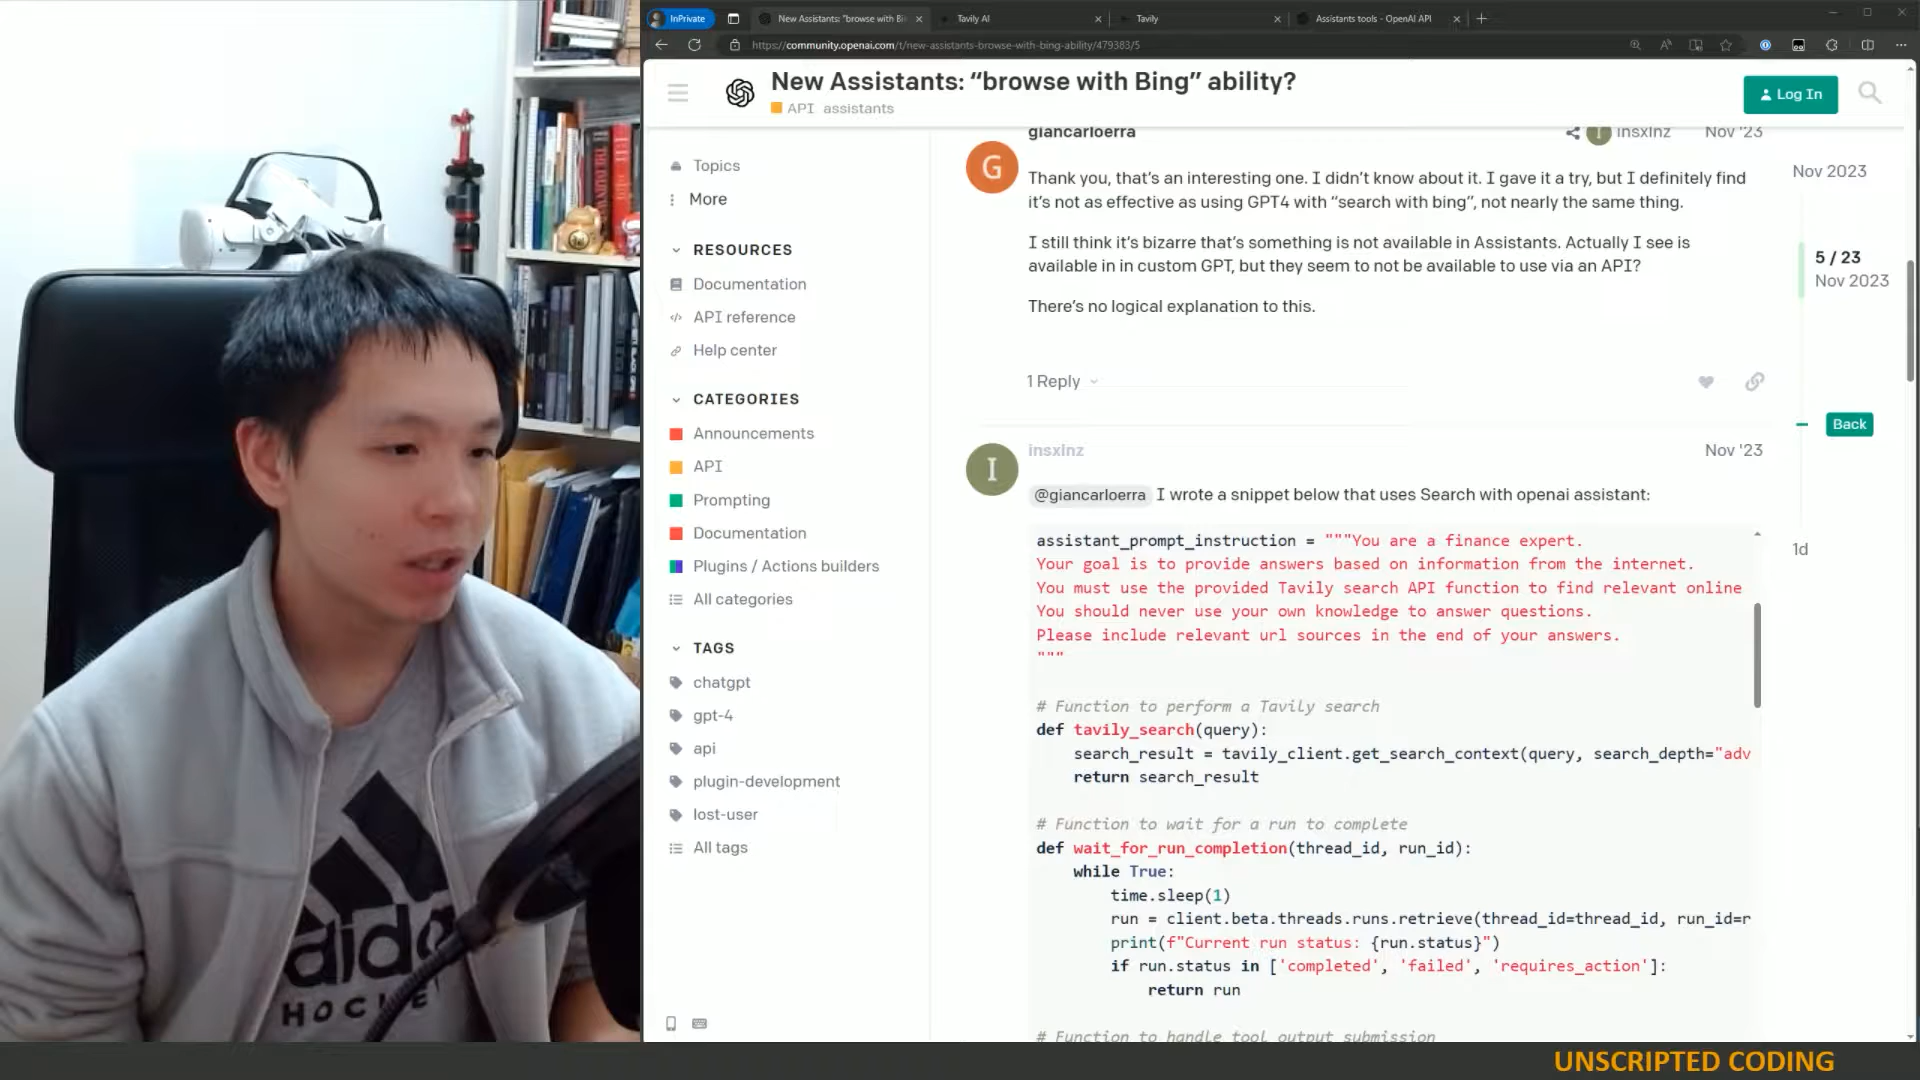 InPrivate
New Assistants: "browse with Bi
Tavily AI
Tavily
Assistants tools - OpenAI API
https://community.openai.com/t/new-assistants-browse-with-bing-ability/479383/5
New Assistants: “browse with Bing” ability?
API assistants
Log In
Topics
More
RESOURCES
Documentation
API reference
Help center
CATEGORIES
Announcements
API
Prompting
Documentation
Plugins / Actions builders
All categories
TAGS
chatgpt
gpt-4
api
plugin-development
lost-user
All tags
giancarloerra
I insxlnz Nov '23
G
Thank you, that’s an interesting one. I didn’t know about it. I gave it a try, but I definitely find
it’s not as effective as using GPT4 with “search with bing”, not nearly the same thing.
I still think it’s bizarre that’s something is not available in Assistants. Actually I see is
available in in custom GPT, but they seem to not be available to use via an API?
There’s no logical explanation to this.
1 Reply
insxlnz
Nov '23
I
@giancarloerra I wrote a snippet below that uses Search with openai assistant:
assistant_prompt_instruction = """You are a finance expert.
Your goal is to provide answers based on information from the internet.
You must use the provided Tavily search API function to find relevant online
You should never use your own knowledge to answer questions.
Please include relevant url sources in the end of your answers.
"""
# Function to perform a Tavily search
def tavily_search(query):
search_result = tavily_client.get_search_context(query, search_depth="adv
return search_result
# Function to wait for a run to complete
def wait_for_run_completion(thread_id, run_id):
while True:
time.sleep(1)
run = client.beta.threads.runs.retrieve(thread_id=thread_id, run_id=r
print(f"Current run status: {run.status}")
if run.status in ['completed', 'failed', 'requires_action']:
return run
# Function to handle tool output submission
Nov 2023
5 / 23
Nov 2023
Back
1d
adida
HOCKE
UNSCRIPTED CODING